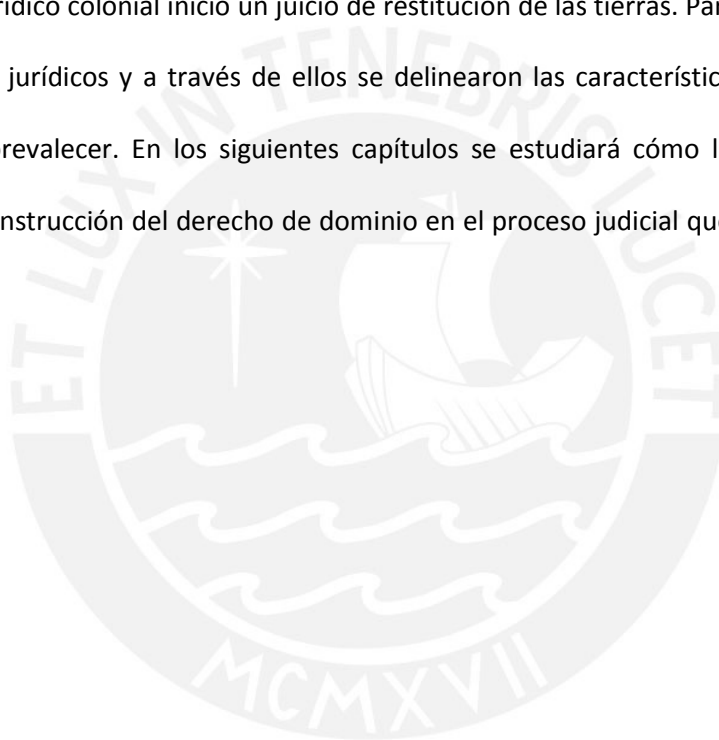 rídico colonial inició un juicio de restitución de las tierras. Par
jurídicos y a través de ellos se delinearon las característic
prevalecer. En los siguientes capítulos se estudiará cómo l
nstrucción del derecho de dominio en el proceso judicial que
ET LUX IN TENEBRIS LUCET
MCMXVII